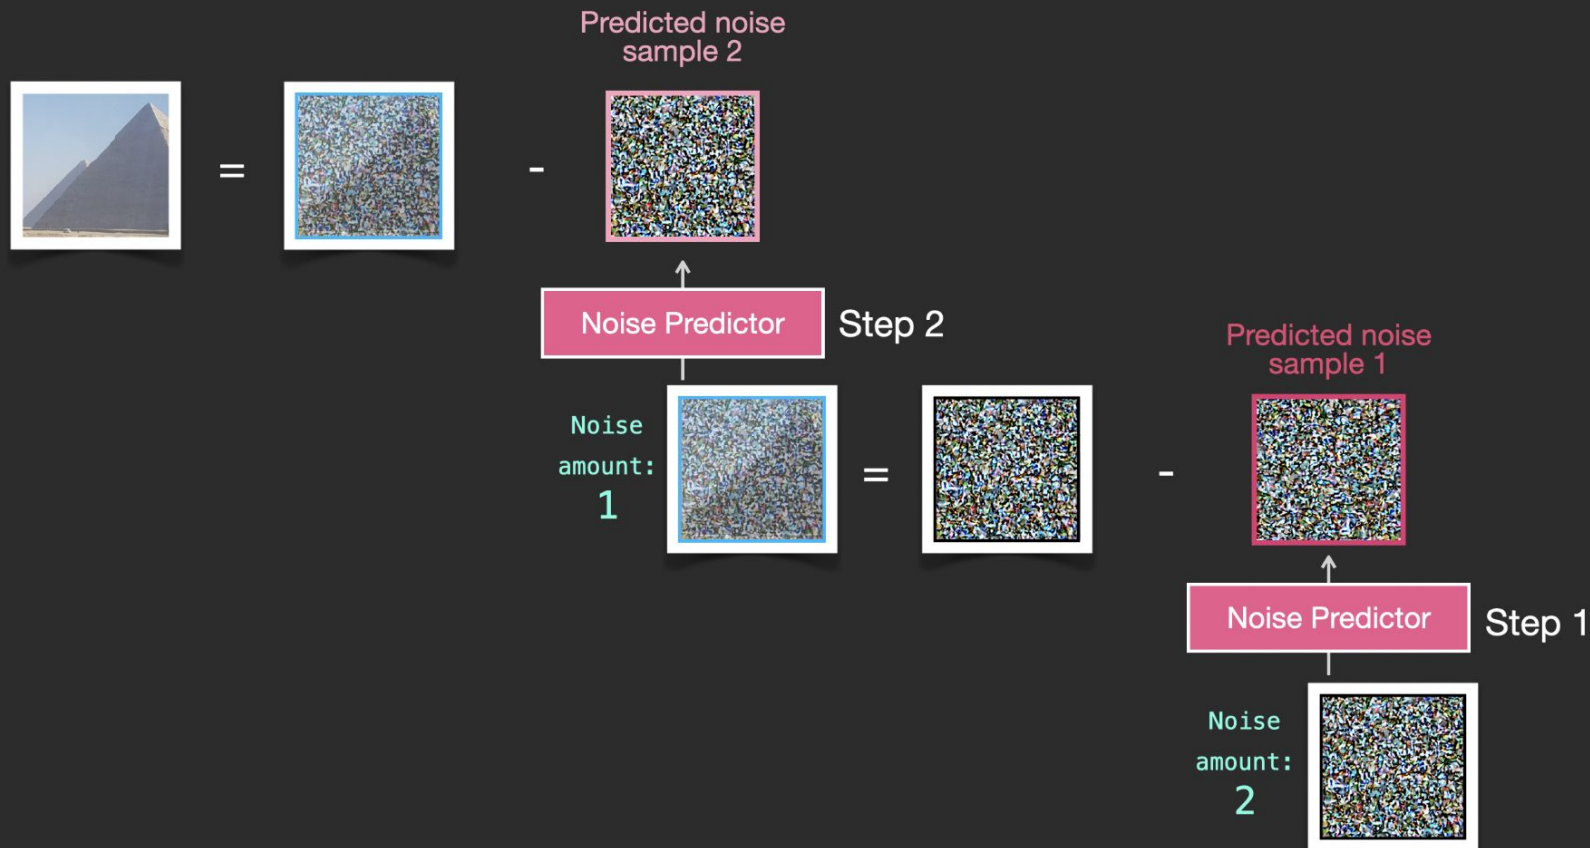 Predicted noise
sample 2
=
-
Noise Predictor
Step 2
Predicted noise
sample 1
Noise
amount:
1
=
-
Noise Predictor
Step 1
Noise
amount:
2